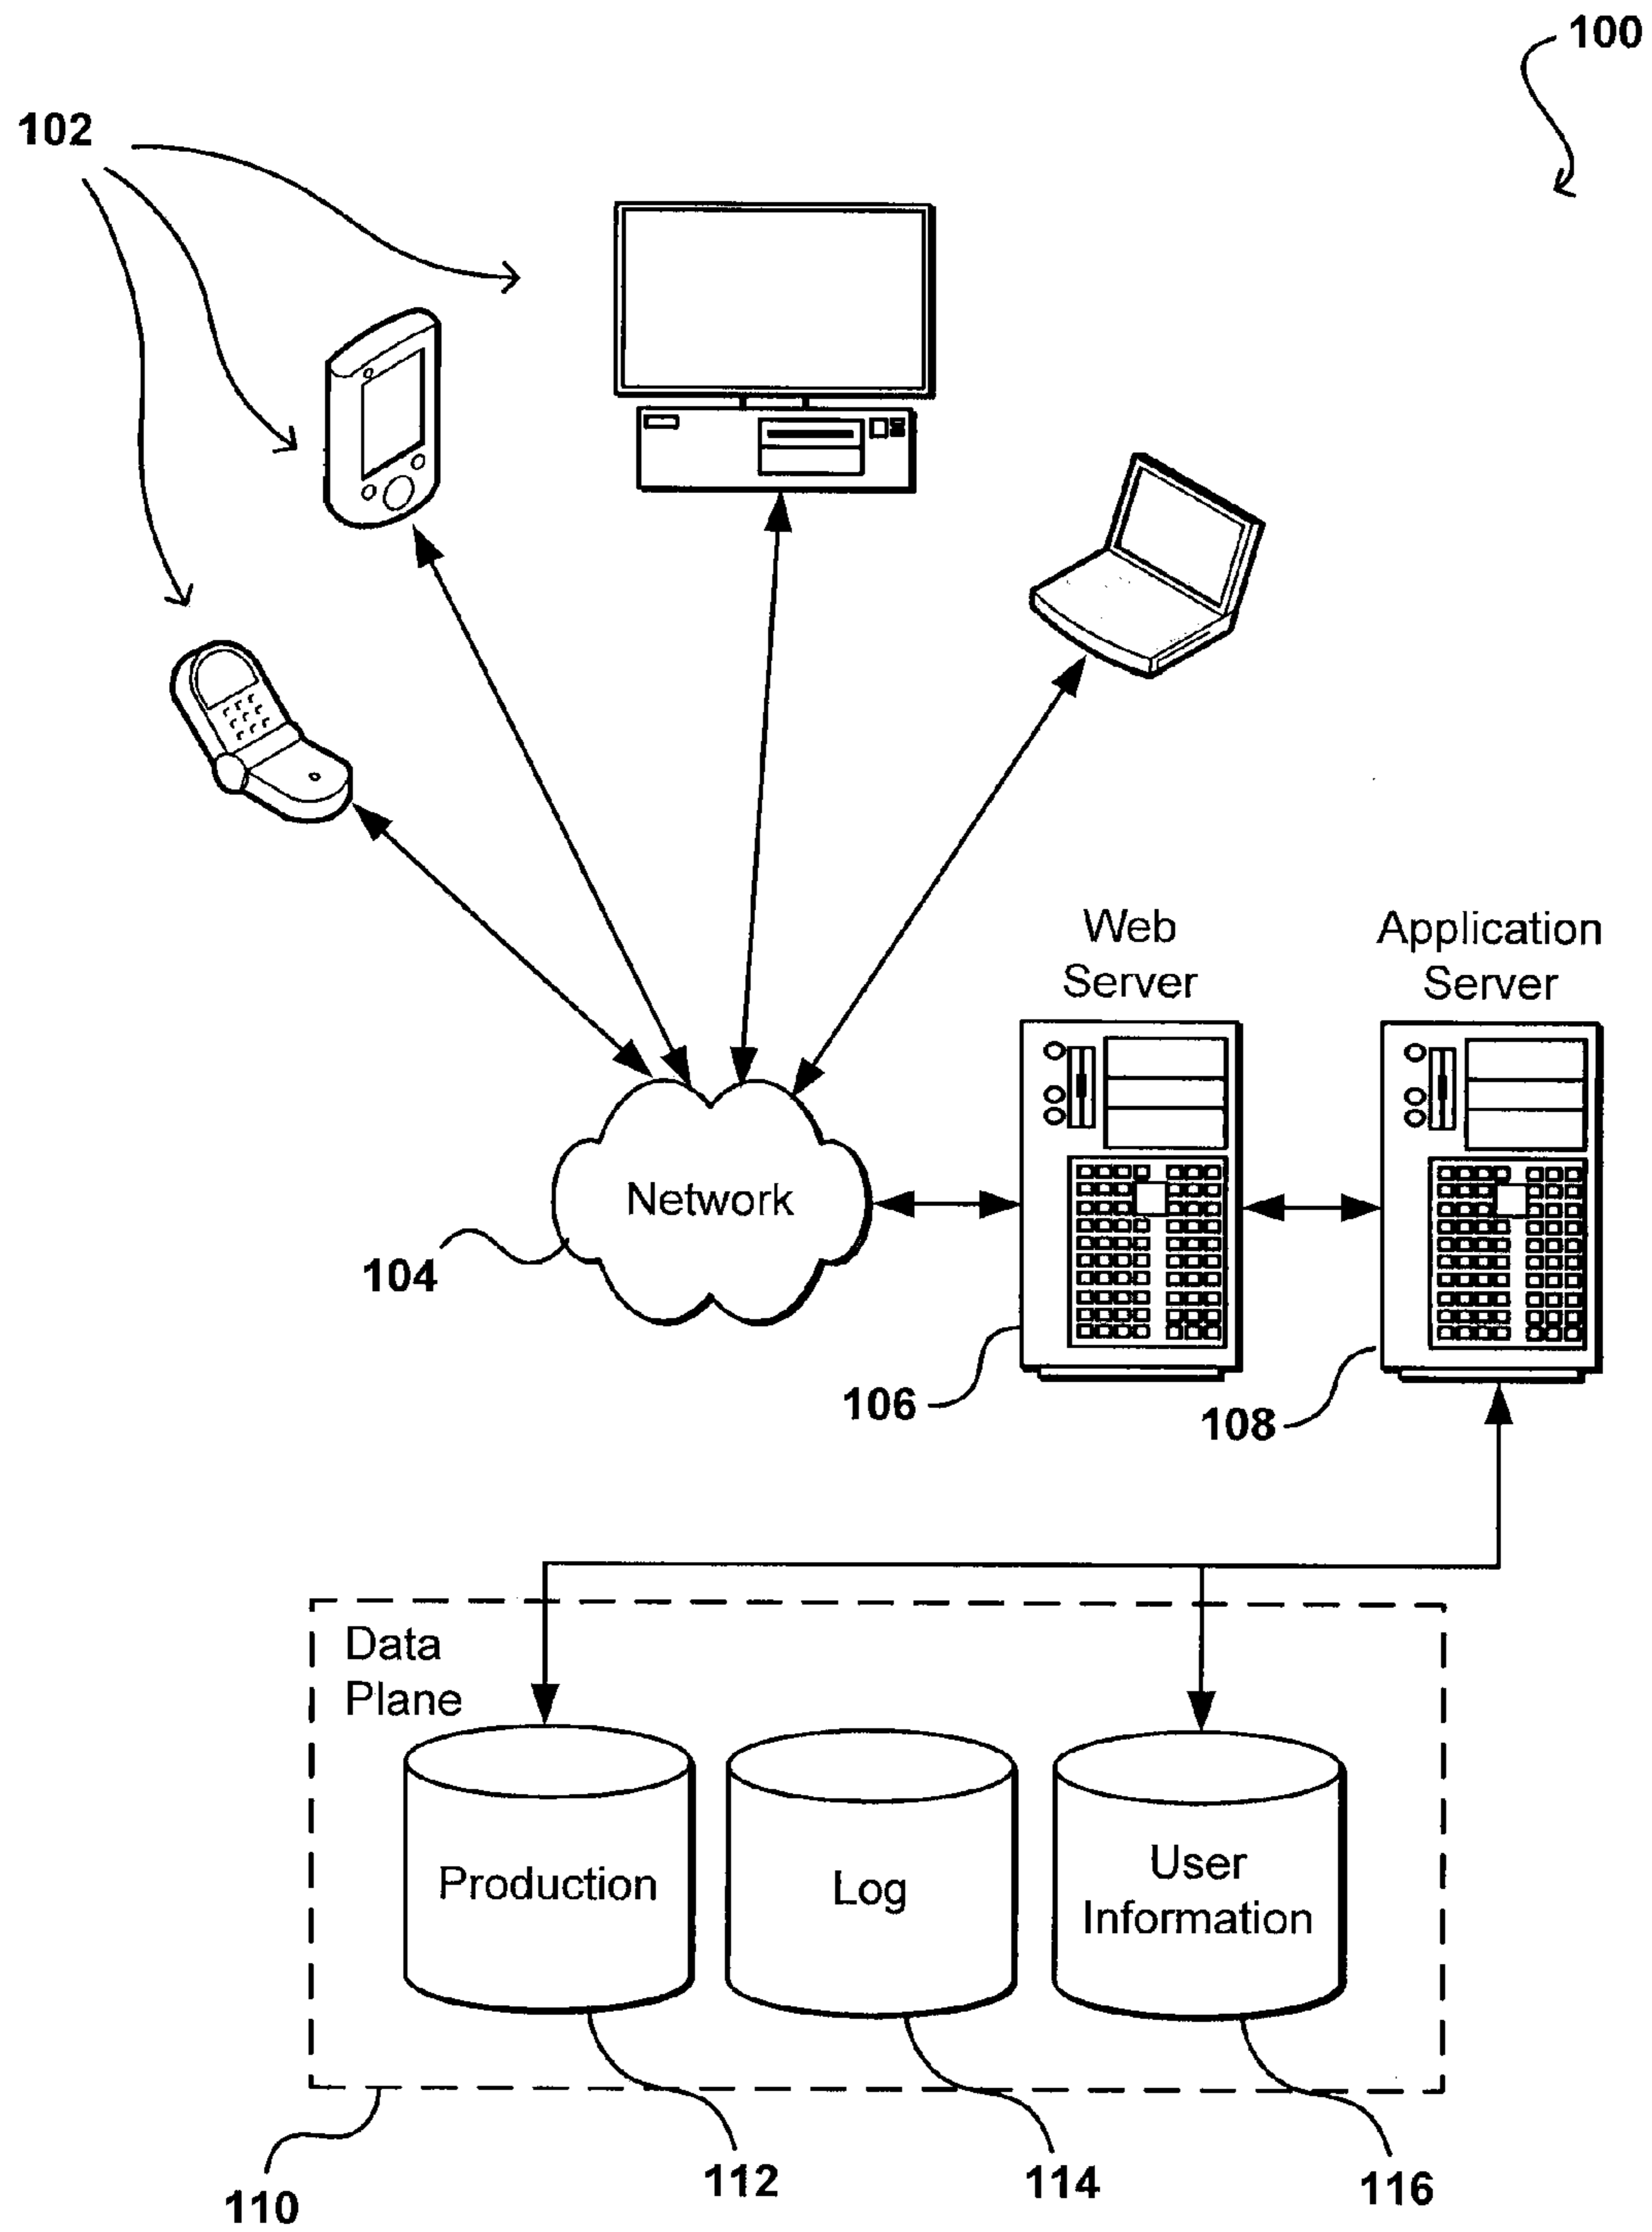 100
102
Web
Server
Application
Server
Network
104
106
108
Data
Plane
Production
Log
User
Information
110
112
114
116